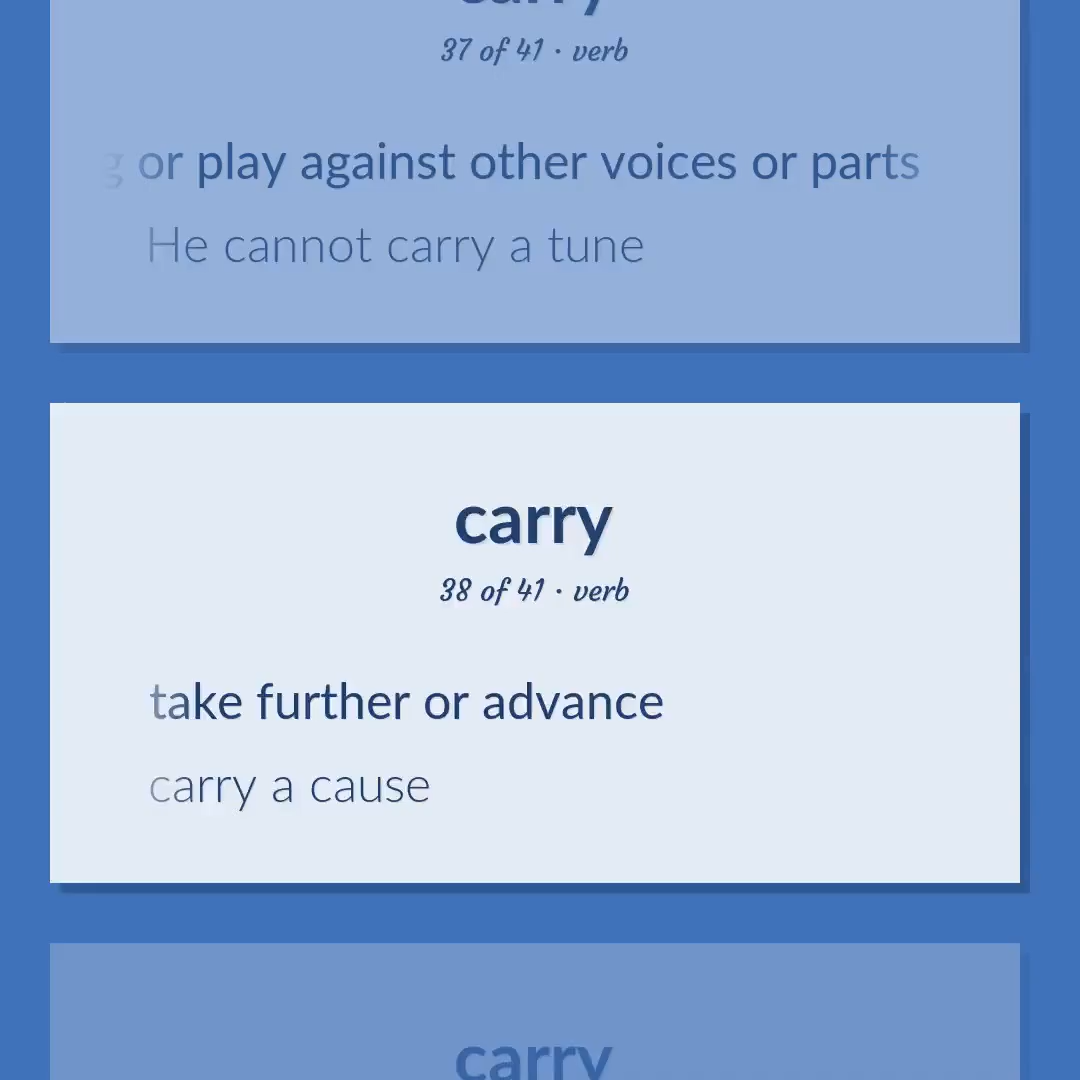 carry
37 of 41 · verb
or play against other voices or parts
He cannot carry a tune
carry
38 of 41 · verb
take further or advance
carry a cause
carry